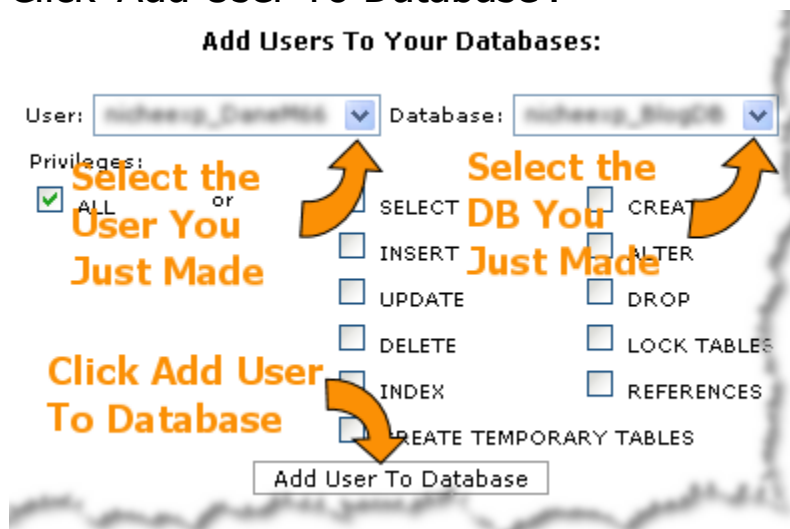 Click Add User To Database!
Add Users To Your Databases:
User: Database:
Privileges:
Select the
User You
Just Made
Select the
DB You
Just Made
ALL or SELECT CREATE
INSERT ALTER
UPDATE DROP
DELETE LOCK TABLES
INDEX REFERENCES
CREATE TEMPORARY TABLES
Click Add User
To Database
Add User To Database